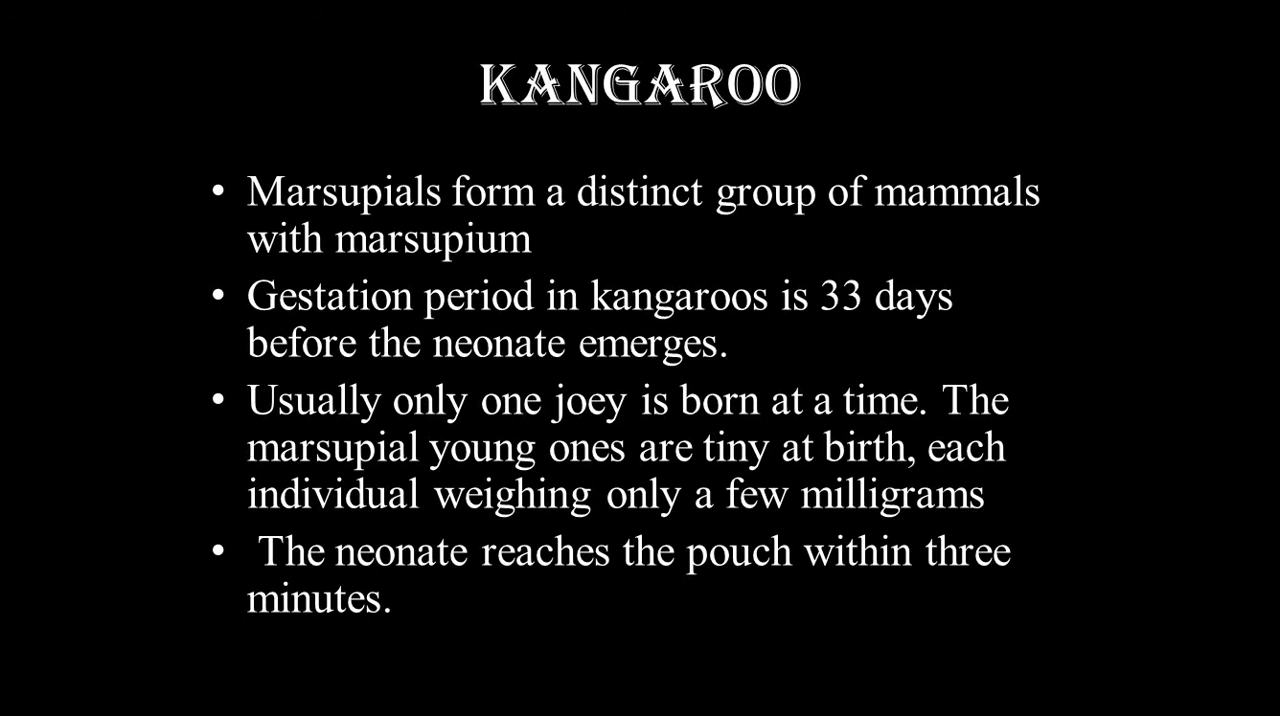 KANGAROO
• Marsupials form a distinct group of mammals
with marsupium
• Gestation period in kangaroos is 33 days
before the neonate emerges.
• Usually only one joey is born at a time. The
marsupial young ones are tiny at birth, each
individual weighing only a few milligrams
• The neonate reaches the pouch within three
minutes.